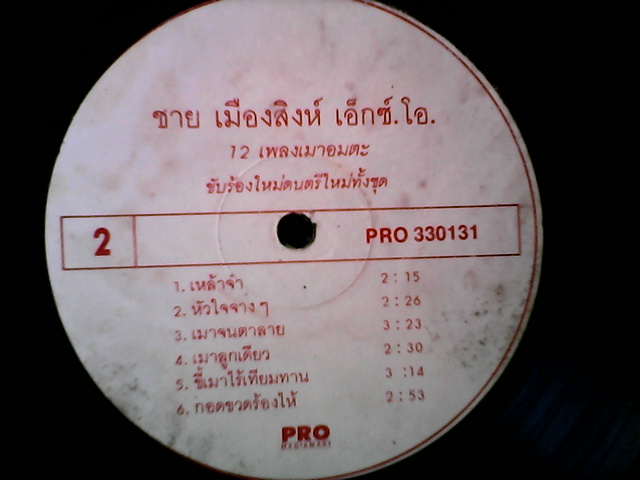 ชาย เมืองสิงห์ เอ็กซ์.โอ.
12 เพลงเมาอมตะ
ขับร้องใหม่ดนตรีใหม่ทั้งชุด
2 PRO 330131
1. เหล้าจ๋า 2 : 15
2. หัวใจจางๆ 2 : 26
3. เมาจนตาลาย 3 : 23
4. เมาลูกเดียว 2 : 30
5. ขี้เมาไร้เทียมทาน 3 :14
6. กอดขวดร้องไห้ 2 : 53
PRO